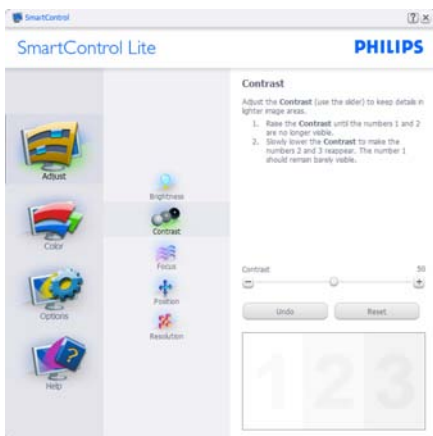 SmartControl
SmartControl Lite
PHILIPS
Adjust
Color
Options
Help
Brightness
Contrast
Focus
Position
Resolution
Contrast
Adjust the Contrast (use the slider) to keep details in
lighter image areas.
1. Raise the Contrast until the numbers 1 and 2
are no longer visible.
2. Slowly lower the Contrast to make the
numbers 2 and 3 reappear. The number 1
should remain barely visible.
Contrast 50
Undo Reset
1 2 3